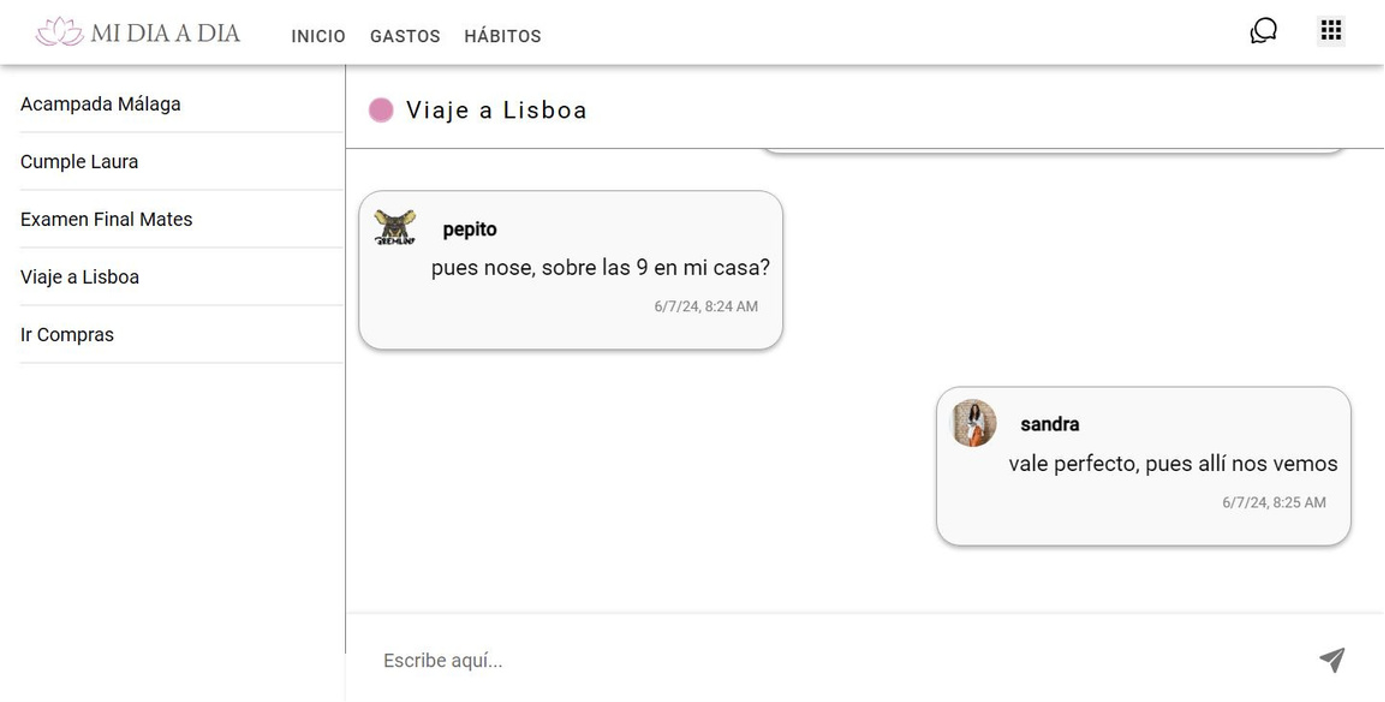 MI DIA A DIA
INICIO GASTOS HÁBITOS
Acampada Málaga
Cumple Laura
Examen Final Mates
Viaje a Lisboa
Ir Compras
Viaje a Lisboa
GREMLINS
pepito
pues nose, sobre las 9 en mi casa?
6/7/24, 8:24 AM
sandra
vale perfecto, pues allí nos vemos
6/7/24, 8:25 AM
Escribe aquí...